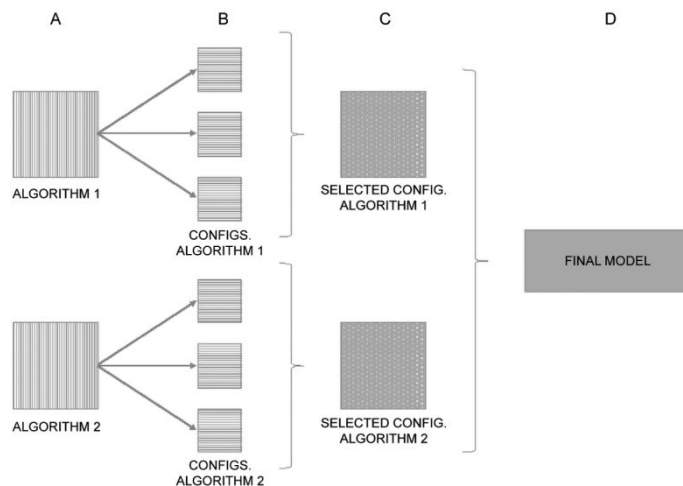 A
B
C
D
ALGORITHM 1
CONFIGS.
ALGORITHM 1
SELECTED CONFIG.
ALGORITHM 1
FINAL MODEL
ALGORITHM 2
CONFIGS.
ALGORITHM 2
SELECTED CONFIG.
ALGORITHM 2